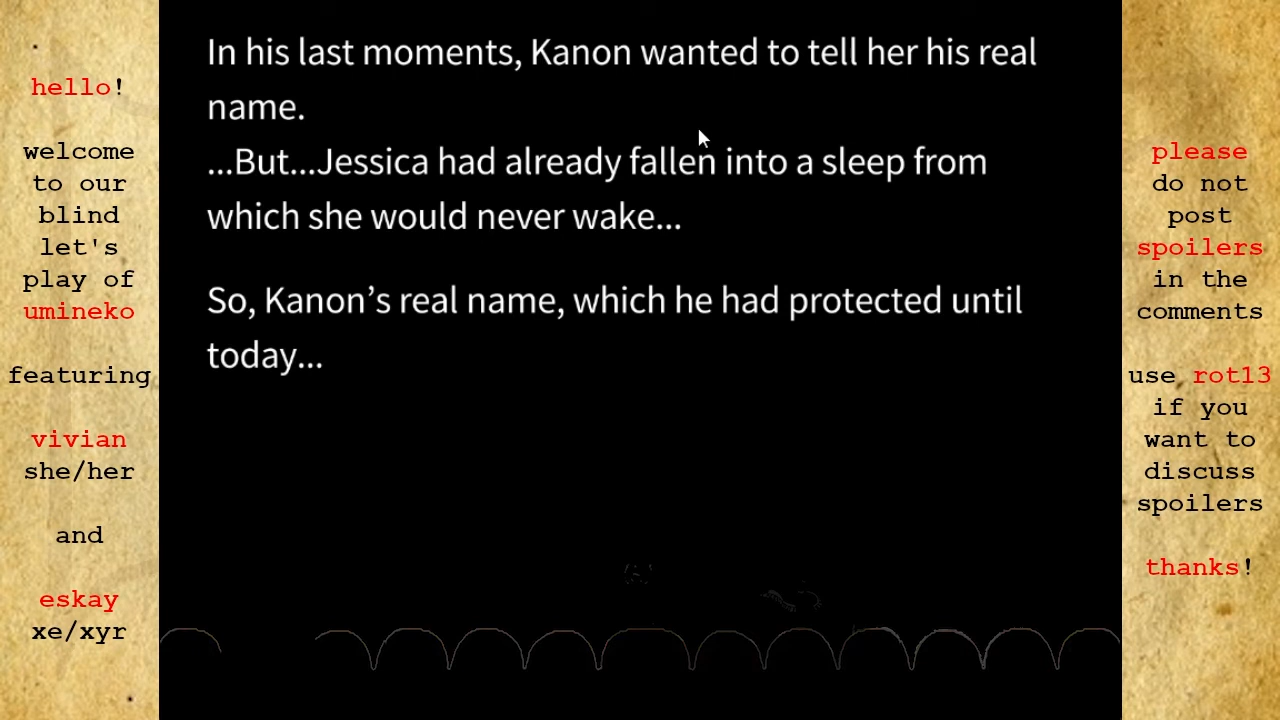 hello!
welcome
to our
blind
let's
play of
umineko
featuring
vivian
she/her
and
eskay
xe/xyr
In his last moments, Kanon wanted to tell her his real
name.
...But...Jessica had already fallen into a sleep from
which she would never wake...
So, Kanon’s real name, which he had protected until
today...
please
do not
post
spoilers
in the
comments
use rot13
if you
want to
discuss
spoilers
thanks!